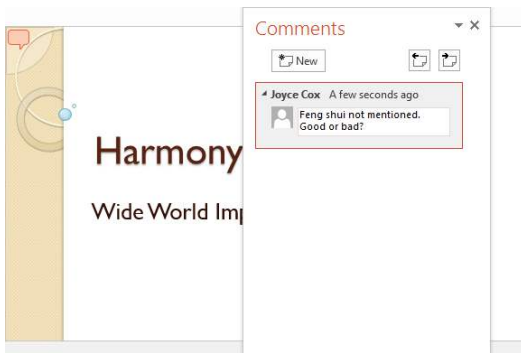 Comments
New
Joyce Cox A few seconds ago
Feng shui not mentioned.
Good or bad?
Harmony
Wide World Imp